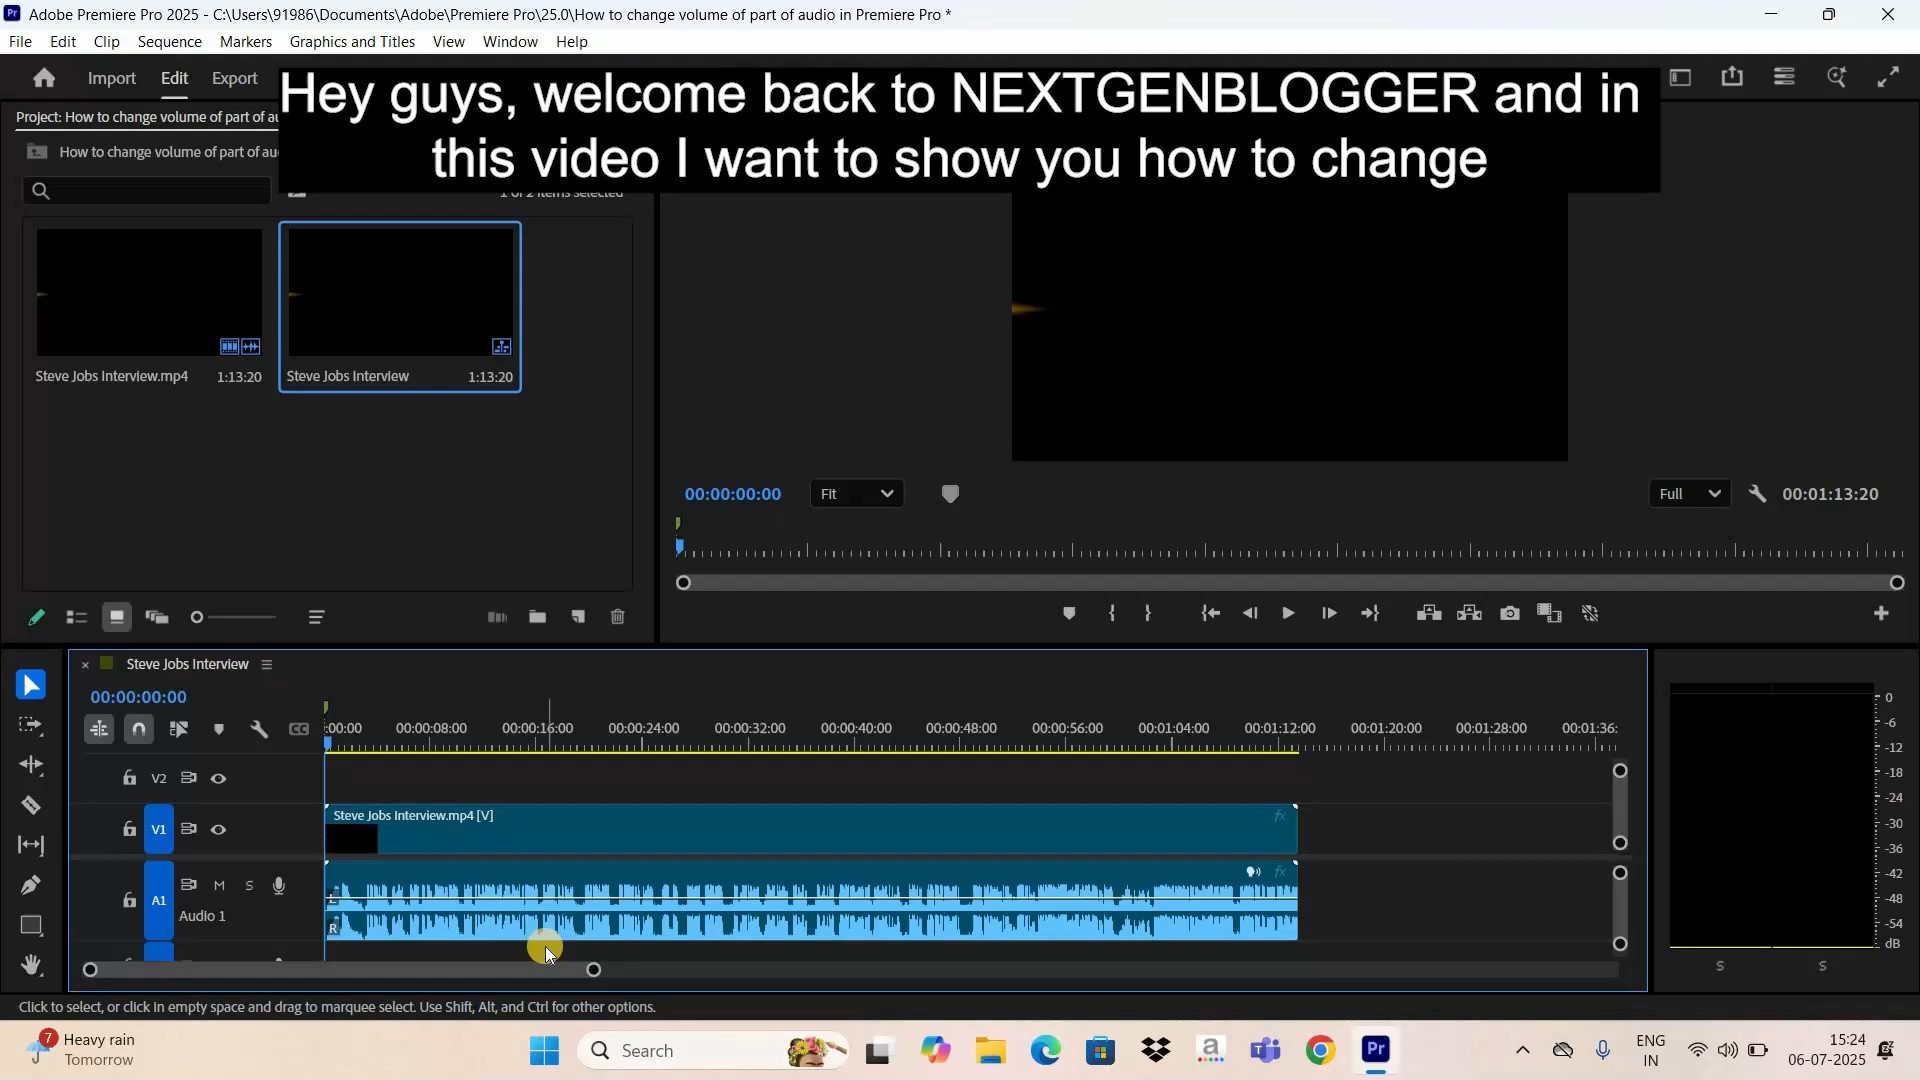 Adobe Premiere Pro 2025 - C:\Users\91986\Documents\Adobe\Premiere Pro\25.0\How to change volume of part of audio in Premiere Pro *
File Edit Clip Sequence Markers Graphics and Titles View Window Help
Import Edit Export
Hey guys, welcome back to NEXTGENBLOGGER and in
this video I want to show you how to change
Project: How to change volume of part of au
How to change volume of part of au
1 of 2 items selected
Steve Jobs Interview.mp4 1:13:20 Steve Jobs Interview 1:13:20
00:00:00:00 Fit Full 00:01:13:20
Steve Jobs Interview
00:00:00:00
:00:00 00:00:08:00 00:00:16:00 00:00:24:00 00:00:32:00 00:00:40:00 00:00:48:00 00:00:56:00 00:01:04:00 00:01:12:00 00:01:20:00 00:01:28:00 00:01:36:
V2
V1 Steve Jobs Interview.mp4 [V] fx
A1 M S fx
Audio 1
L
R
0
-6
-12
-18
-24
-30
-36
-42
-48
-54
dB
S S
Click to select, or click in empty space and drag to marquee select. Use Shift, Alt, and Ctrl for other options.
7 Heavy rain
Tomorrow
Search
ENG
IN
15:24
06-07-2025